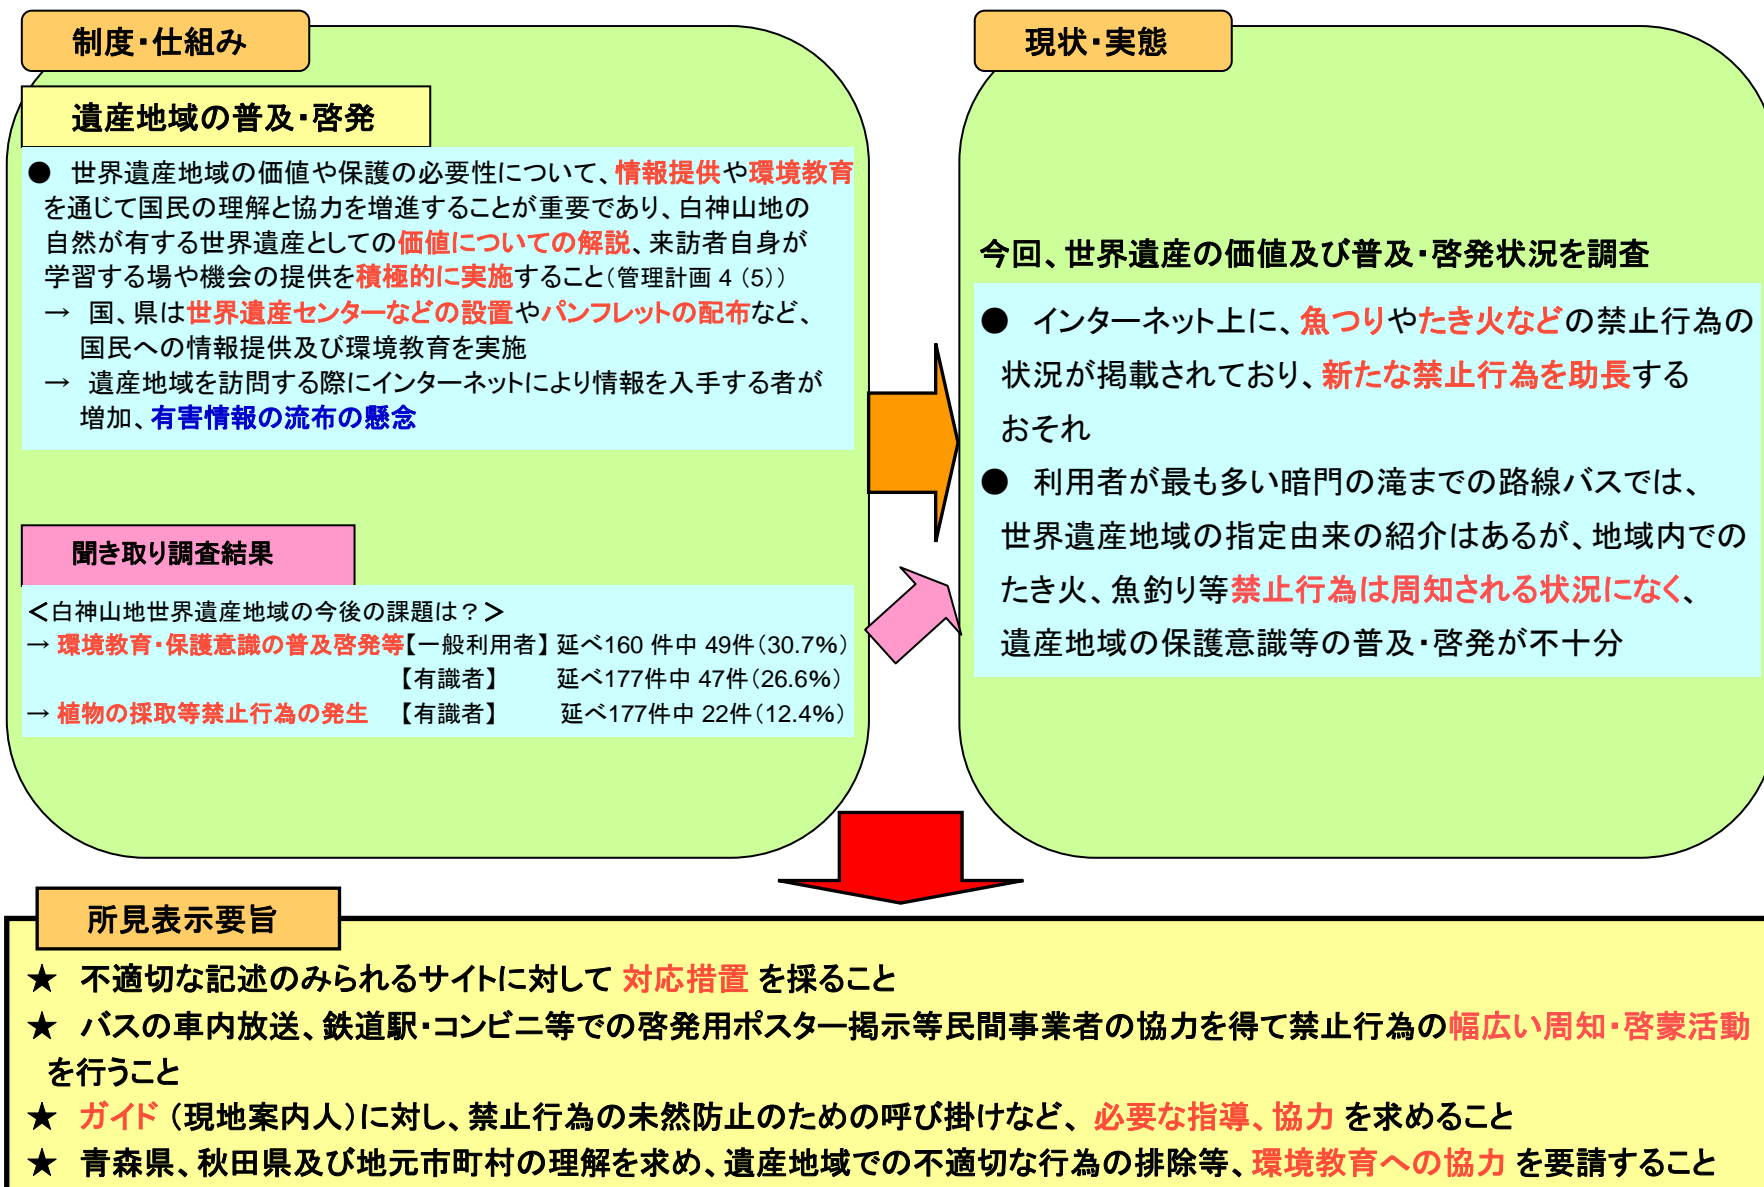 制度・仕組み
遺産地域の普及・啓発
● 世界遺産地域の価値や保護の必要性について、情報提供や環境教育
を通じて国民の理解と協力を増進することが重要であり、白神山地の
自然が有する世界遺産としての価値についての解説、来訪者自身が
学習する場や機会の提供を積極的に実施すること（管理計画 4 (5)）
→ 国、県は世界遺産センターなどの設置やパンフレットの配布など、
国民への情報提供及び環境教育を実施
→ 遺産地域を訪問する際にインターネットにより情報を入手する者が
増加、有害情報の流布の懸念
聞き取り調査結果
＜白神山地世界遺産地域の今後の課題は？＞
→ 環境教育・保護意識の普及啓発等【一般利用者】 延べ160 件中 49件（30.7%）
【有識者】 延べ177件中 47件（26.6%）
→ 植物の採取等禁止行為の発生 【有識者】 延べ177件中 22件（12.4%）
現状・実態
今回、世界遺産の価値及び普及・啓発状況を調査
● インターネット上に、魚つりやたき火などの禁止行為の
状況が掲載されており、新たな禁止行為を助長する
おそれ
● 利用者が最も多い暗門の滝までの路線バスでは、
世界遺産地域の指定由来の紹介はあるが、地域内での
たき火、魚釣り等禁止行為は周知される状況になく、
遺産地域の保護意識等の普及・啓発が不十分
所見表示要旨
★ 不適切な記述のみられるサイトに対して 対応措置 を採ること
★ バスの車内放送、鉄道駅・コンビニ等での啓発用ポスター掲示等民間事業者の協力を得て禁止行為の幅広い周知・啓蒙活動
を行うこと
★ ガイド （現地案内人）に対し、禁止行為の未然防止のための呼び掛けなど、 必要な指導、協力 を求めること
★ 青森県、秋田県及び地元市町村の理解を求め、遺産地域での不適切な行為の排除等、環境教育への協力 を要請すること